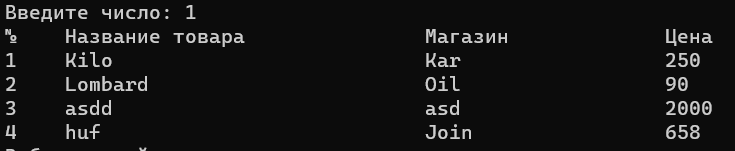 Введите число: 1
№ Название товара Магазин Цена
1 Kilo Kar 250
2 Lombard Oil 90
3 asdd asd 2000
4 huf Join 658